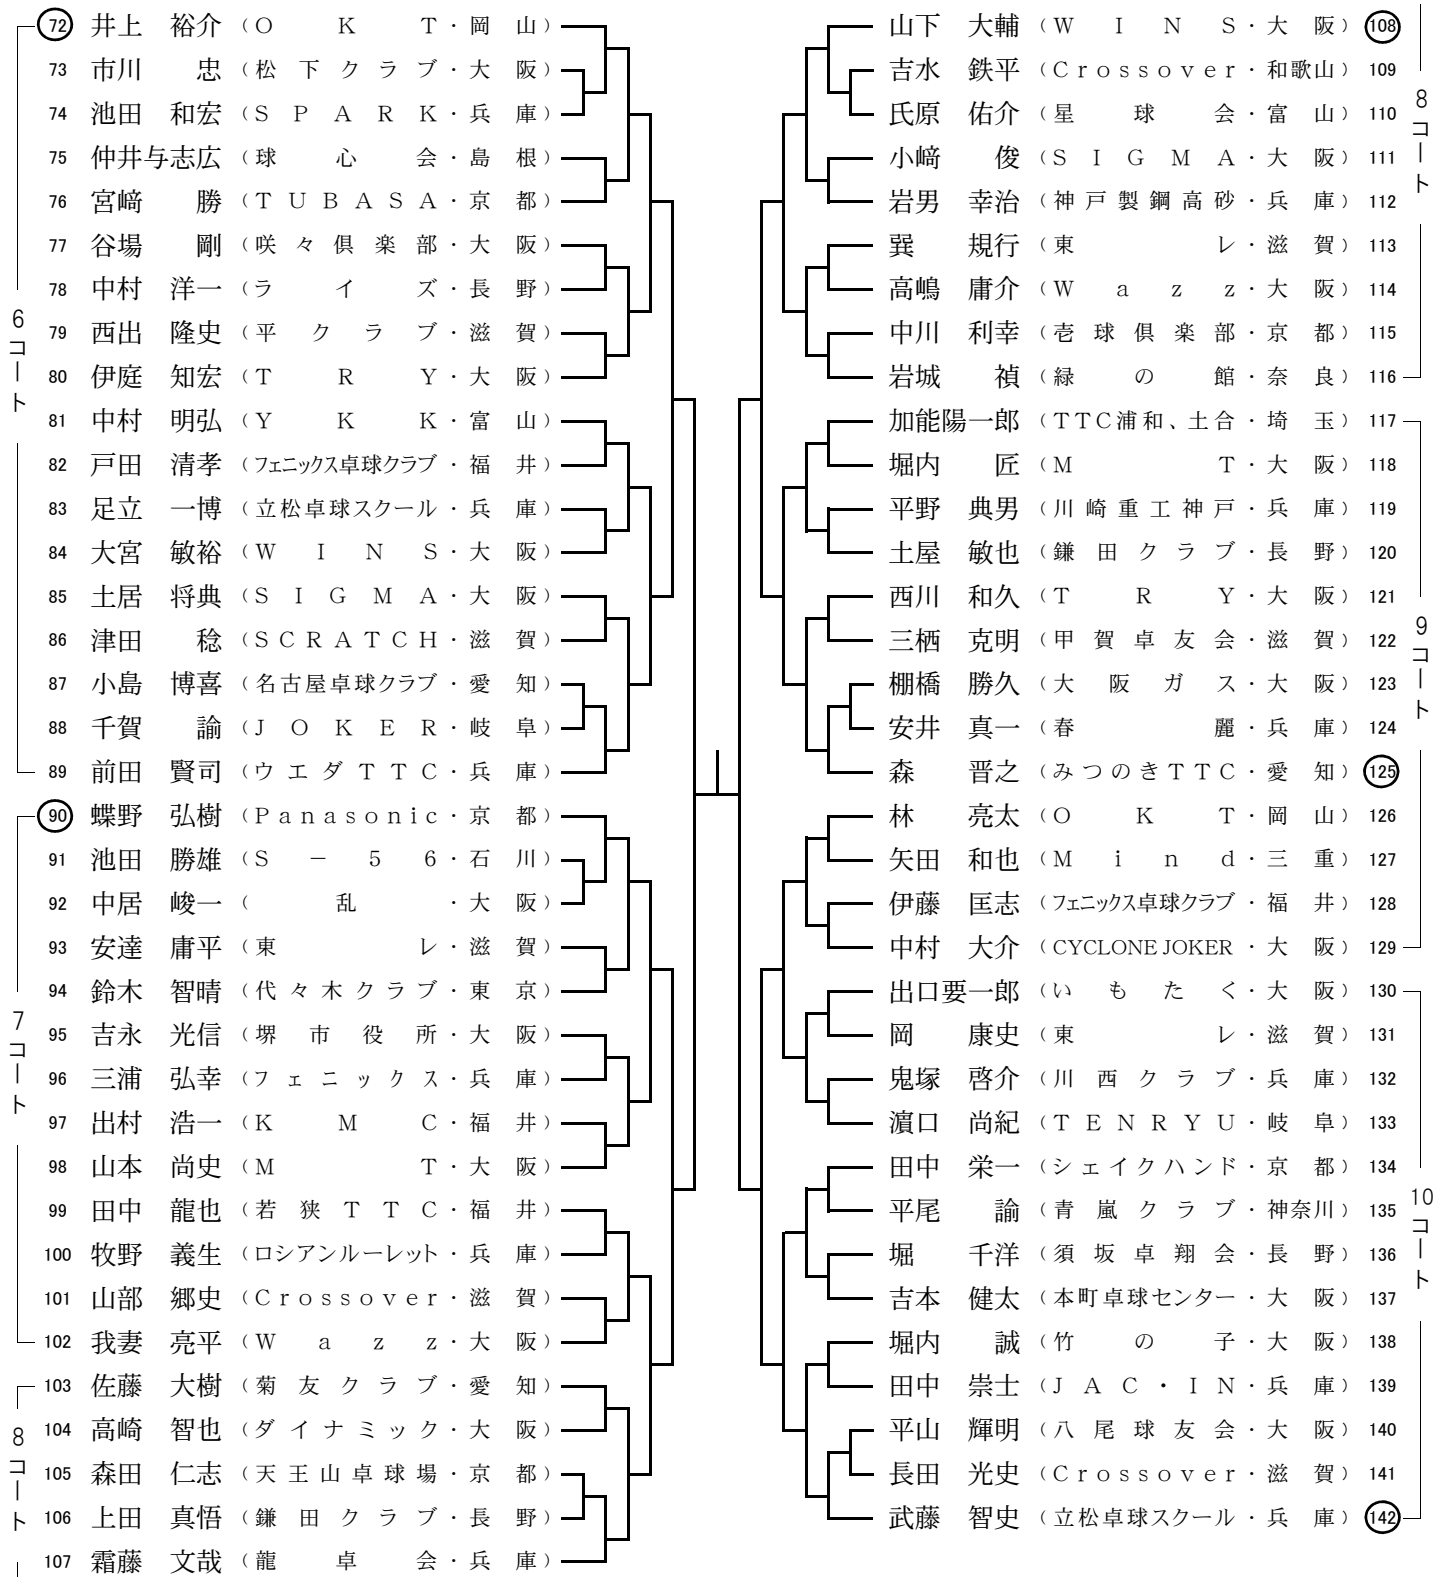 6コート
72 井上 裕介 (OKT・岡山)
73 市川 忠 (松下クラブ・大阪)
74 池田 和宏 (SPARK・兵庫)
75 仲井与志広 (球心会・島根)
76 宮﨑 勝 (TUBASA・京都)
77 谷場 剛 (咲々倶楽部・大阪)
78 中村 洋一 (ライズ・長野)
79 西出 隆史 (平クラブ・滋賀)
80 伊庭 知宏 (TRY・大阪)
81 中村 明弘 (YKK・富山)
82 戸田 清孝 (フェニックス卓球クラブ・福井)
83 足立 一博 (立松卓球スクール・兵庫)
84 大宮 敏裕 (WINS・大阪)
85 土居 将典 (SIGMA・大阪)
86 津田 稔 (SCRATCH・滋賀)
87 小島 博喜 (名古屋卓球クラブ・愛知)
88 千賀 諭 (JOKER・岐阜)
89 前田 賢司 (ウエダTTC・兵庫)
7コート
90 蝶野 弘樹 (Panasonic・京都)
91 池田 勝雄 (S－56・石川)
92 中居 峻一 (乱・大阪)
93 安達 庸平 (東レ・滋賀)
94 鈴木 智晴 (代々木クラブ・東京)
95 吉永 光信 (堺市役所・大阪)
96 三浦 弘幸 (フェニックス・兵庫)
97 出村 浩一 (KMC・福井)
98 山本 尚史 (MT・大阪)
99 田中 龍也 (若狭TTC・福井)
100 牧野 義生 (ロシアンルーレット・兵庫)
101 山部 郷史 (Crossover・滋賀)
102 我妻 亮平 (Wazz・大阪)
8コート
103 佐藤 大樹 (菊友クラブ・愛知)
104 高崎 智也 (ダイナミック・大阪)
105 森田 仁志 (天王山卓球場・京都)
106 上田 真悟 (鎌田クラブ・長野)
107 霜藤 文哉 (龍卓会・兵庫)
8コート
山下 大輔 (WINS・大阪) 108
吉水 鉄平 (Crossover・和歌山) 109
氏原 佑介 (星球会・富山) 110
小﨑 俊 (SIGMA・大阪) 111
岩男 幸治 (神戸製鋼高砂・兵庫) 112
巽 規行 (東レ・滋賀) 113
高嶋 庸介 (Wazz・大阪) 114
中川 利幸 (壱球倶楽部・京都) 115
岩城 禎 (緑の館・奈良) 116
9コート
加能陽一郎 (TTC浦和、土合・埼玉) 117
堀内 匠 (MT・大阪) 118
平野 典男 (川崎重工神戸・兵庫) 119
土屋 敏也 (鎌田クラブ・長野) 120
西川 和久 (TRY・大阪) 121
三栖 克明 (甲賀卓友会・滋賀) 122
棚橋 勝久 (大阪ガス・大阪) 123
安井 真一 (春麗・兵庫) 124
森 晋之 (みつのきTTC・愛知) 125
林 亮太 (OKT・岡山) 126
矢田 和也 (Mind・三重) 127
伊藤 匡志 (フェニックス卓球クラブ・福井) 128
中村 大介 (CYCLONE JOKER・大阪) 129
10コート
出口要一郎 (いもたく・大阪) 130
岡 康史 (東レ・滋賀) 131
鬼塚 啓介 (川西クラブ・兵庫) 132
濵口 尚紀 (TENRYU・岐阜) 133
田中 栄一 (シェイクハンド・京都) 134
平尾 諭 (青嵐クラブ・神奈川) 135
堀 千洋 (須坂卓翔会・長野) 136
吉本 健太 (本町卓球センター・大阪) 137
堀内 誠 (竹の子・大阪) 138
田中 崇士 (JAC・IN・兵庫) 139
平山 輝明 (八尾球友会・大阪) 140
長田 光史 (Crossover・滋賀) 141
武藤 智史 (立松卓球スクール・兵庫) 142